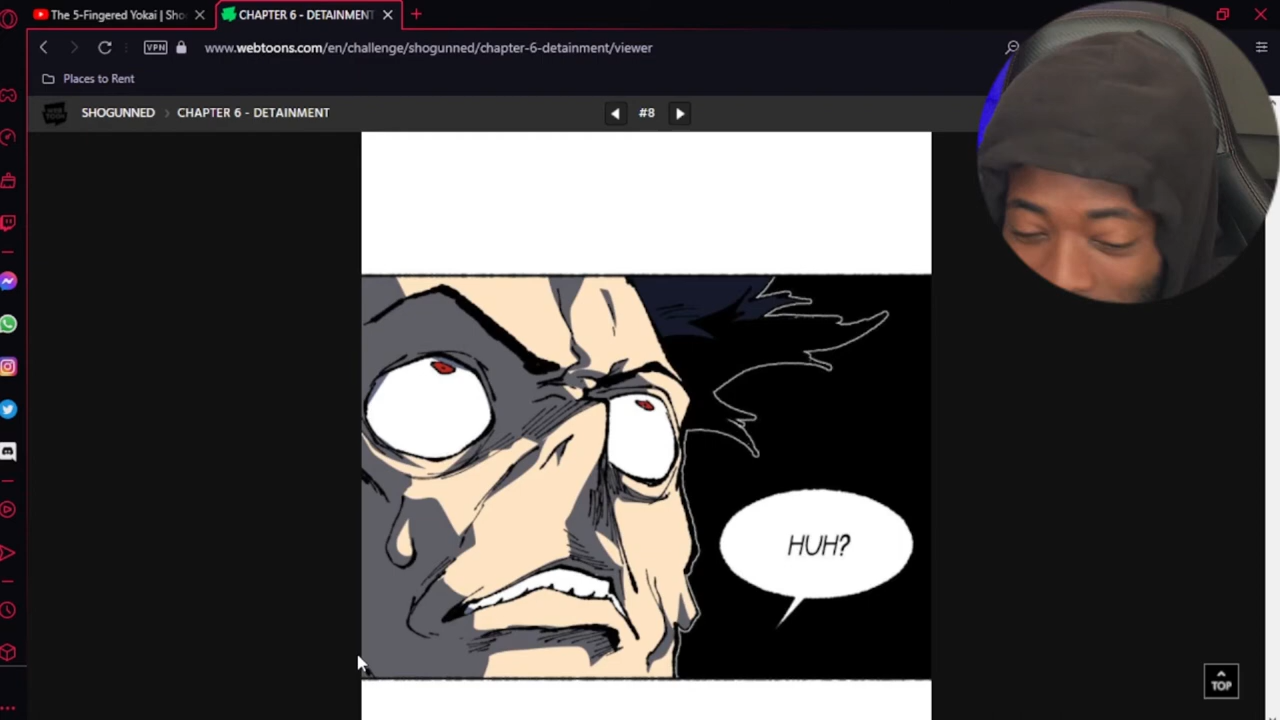 The 5-Fingered Yokai | Sho
CHAPTER 6 - DETAINMENT
VPN
www.webtoons.com/en/challenge/shogunned/chapter-6-detainment/viewer
Places to Rent
SHOGUNNED > CHAPTER 6 - DETAINMENT
#8
HUH?
TOP